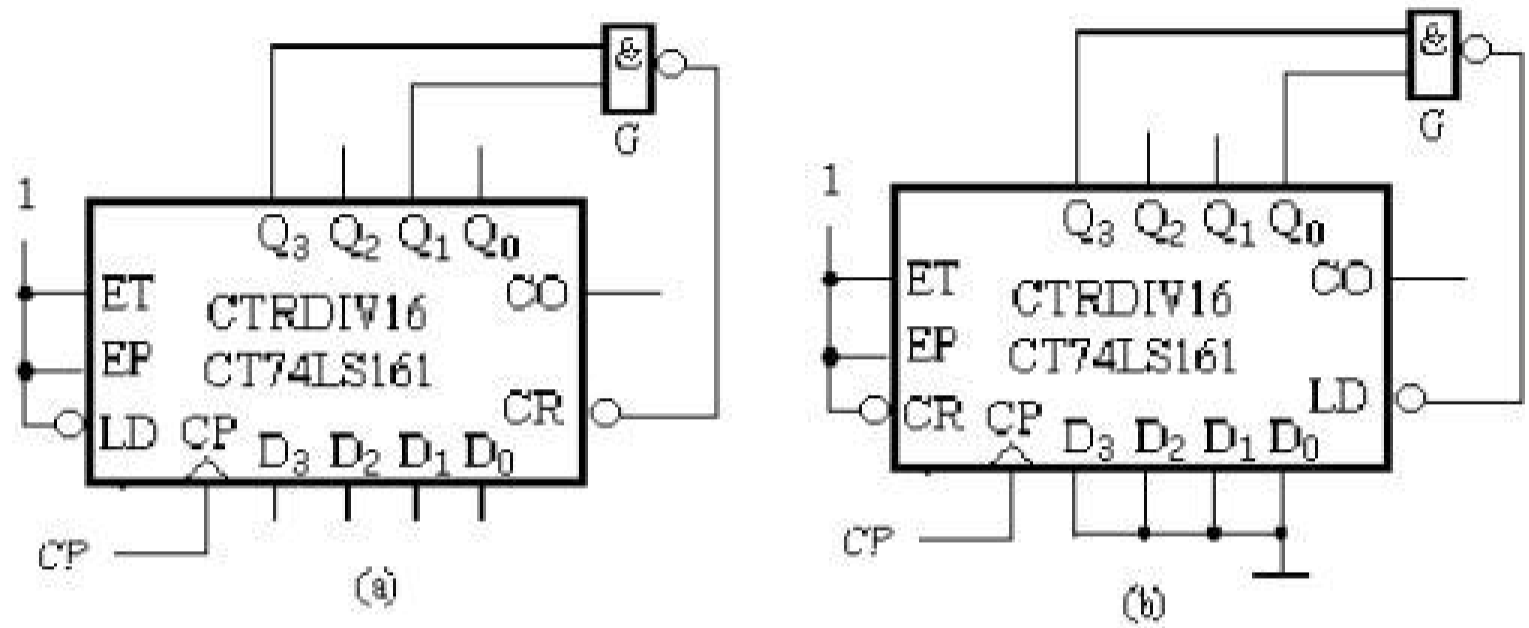 &
G
1
Q3 Q2 Q1 Q0
ET CTRDIV16 CO
EP CT74LS161
LD CP CR
D3 D2 D1 D0
CP
(a)
&
G
1
Q3 Q2 Q1 Q0
ET CTRDIV16 CO
EP CT74LS161
CR CP LD
D3 D2 D1 D0
CP
(b)